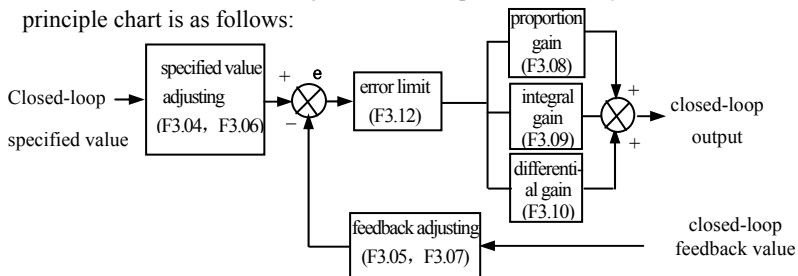 principle chart is as follows:
Closed-loop
specified value
specified value
adjusting
(F3.04, F3.06)
+
e
−
error limit
(F3.12)
proportion
gain
(F3.08)
integral
gain
(F3.09)
differenti-
al gain
(F3.10)
+
+
closed-loop
output
feedback adjusting
(F3.05, F3.07)
closed-loop
feedback value